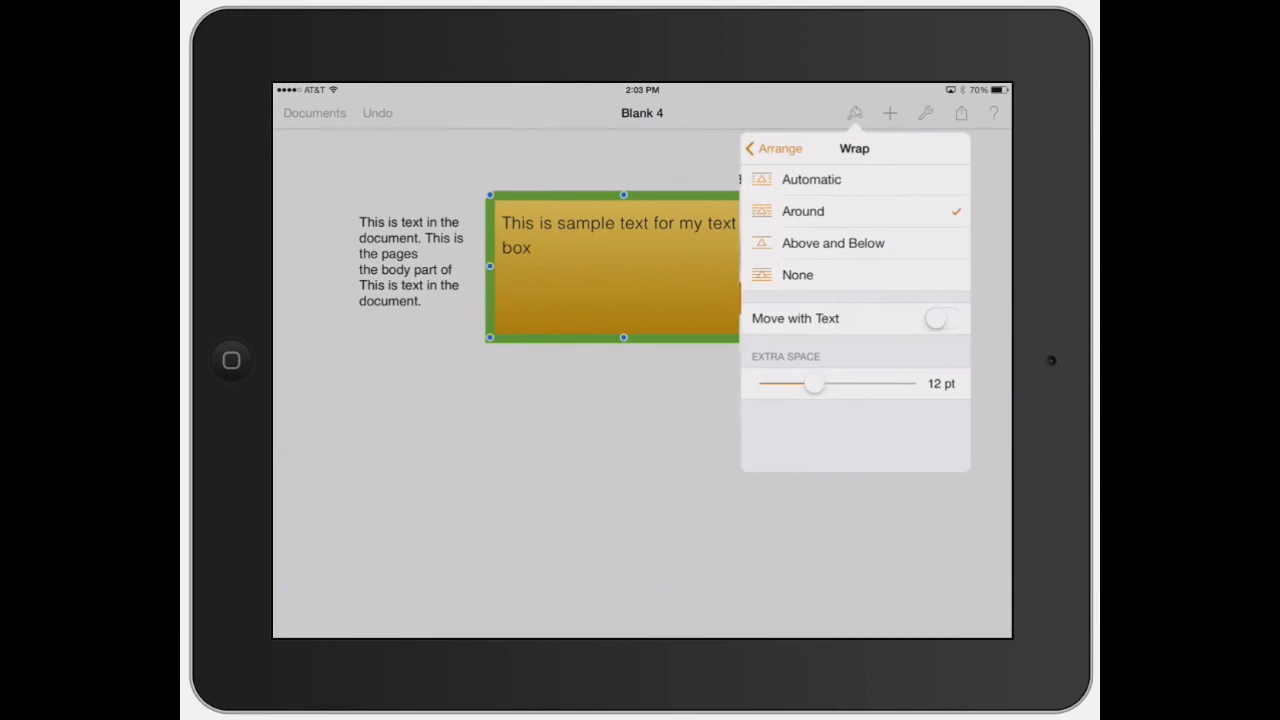 AT&T 2:03 PM 70%
Documents Undo Blank 4 ?
Arrange Wrap
Automatic
Around
Above and Below
None
Move with Text
EXTRA SPACE
12 pt
This is text in the
document. This is
the pages
the body part of
This is text in the
document.
This is sample text for my text
box